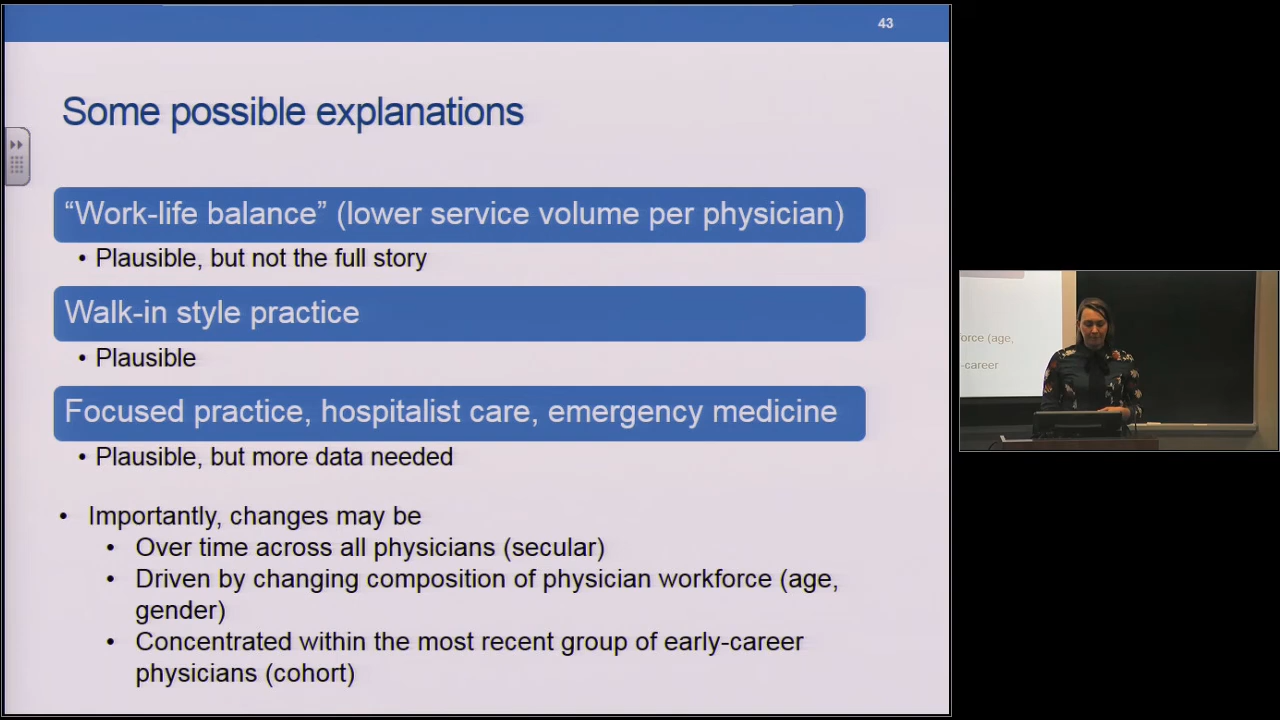 43
Some possible explanations
“Work-life balance” (lower service volume per physician)
• Plausible, but not the full story
Walk-in style practice
• Plausible
Focused practice, hospitalist care, emergency medicine
• Plausible, but more data needed
• Importantly, changes may be
• Over time across all physicians (secular)
• Driven by changing composition of physician workforce (age,
gender)
• Concentrated within the most recent group of early-career
physicians (cohort)
orce (age,
-career